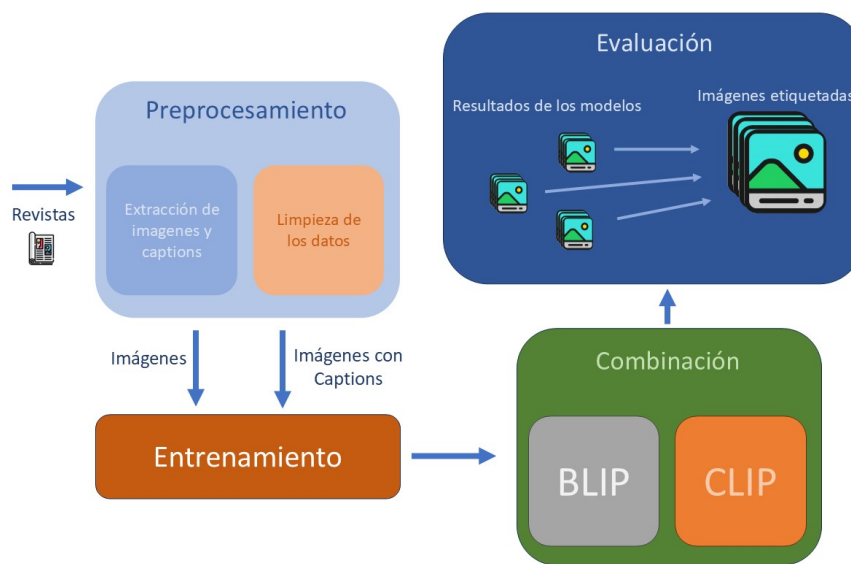 Revistas
Preprocesamiento
Extracción de
imagenes y
captions
Limpieza de
los datos
Imágenes
Imágenes con
Captions
Entrenamiento
Combinación
BLIP
CLIP
Evaluación
Resultados de los modelos
Imágenes etiquetadas